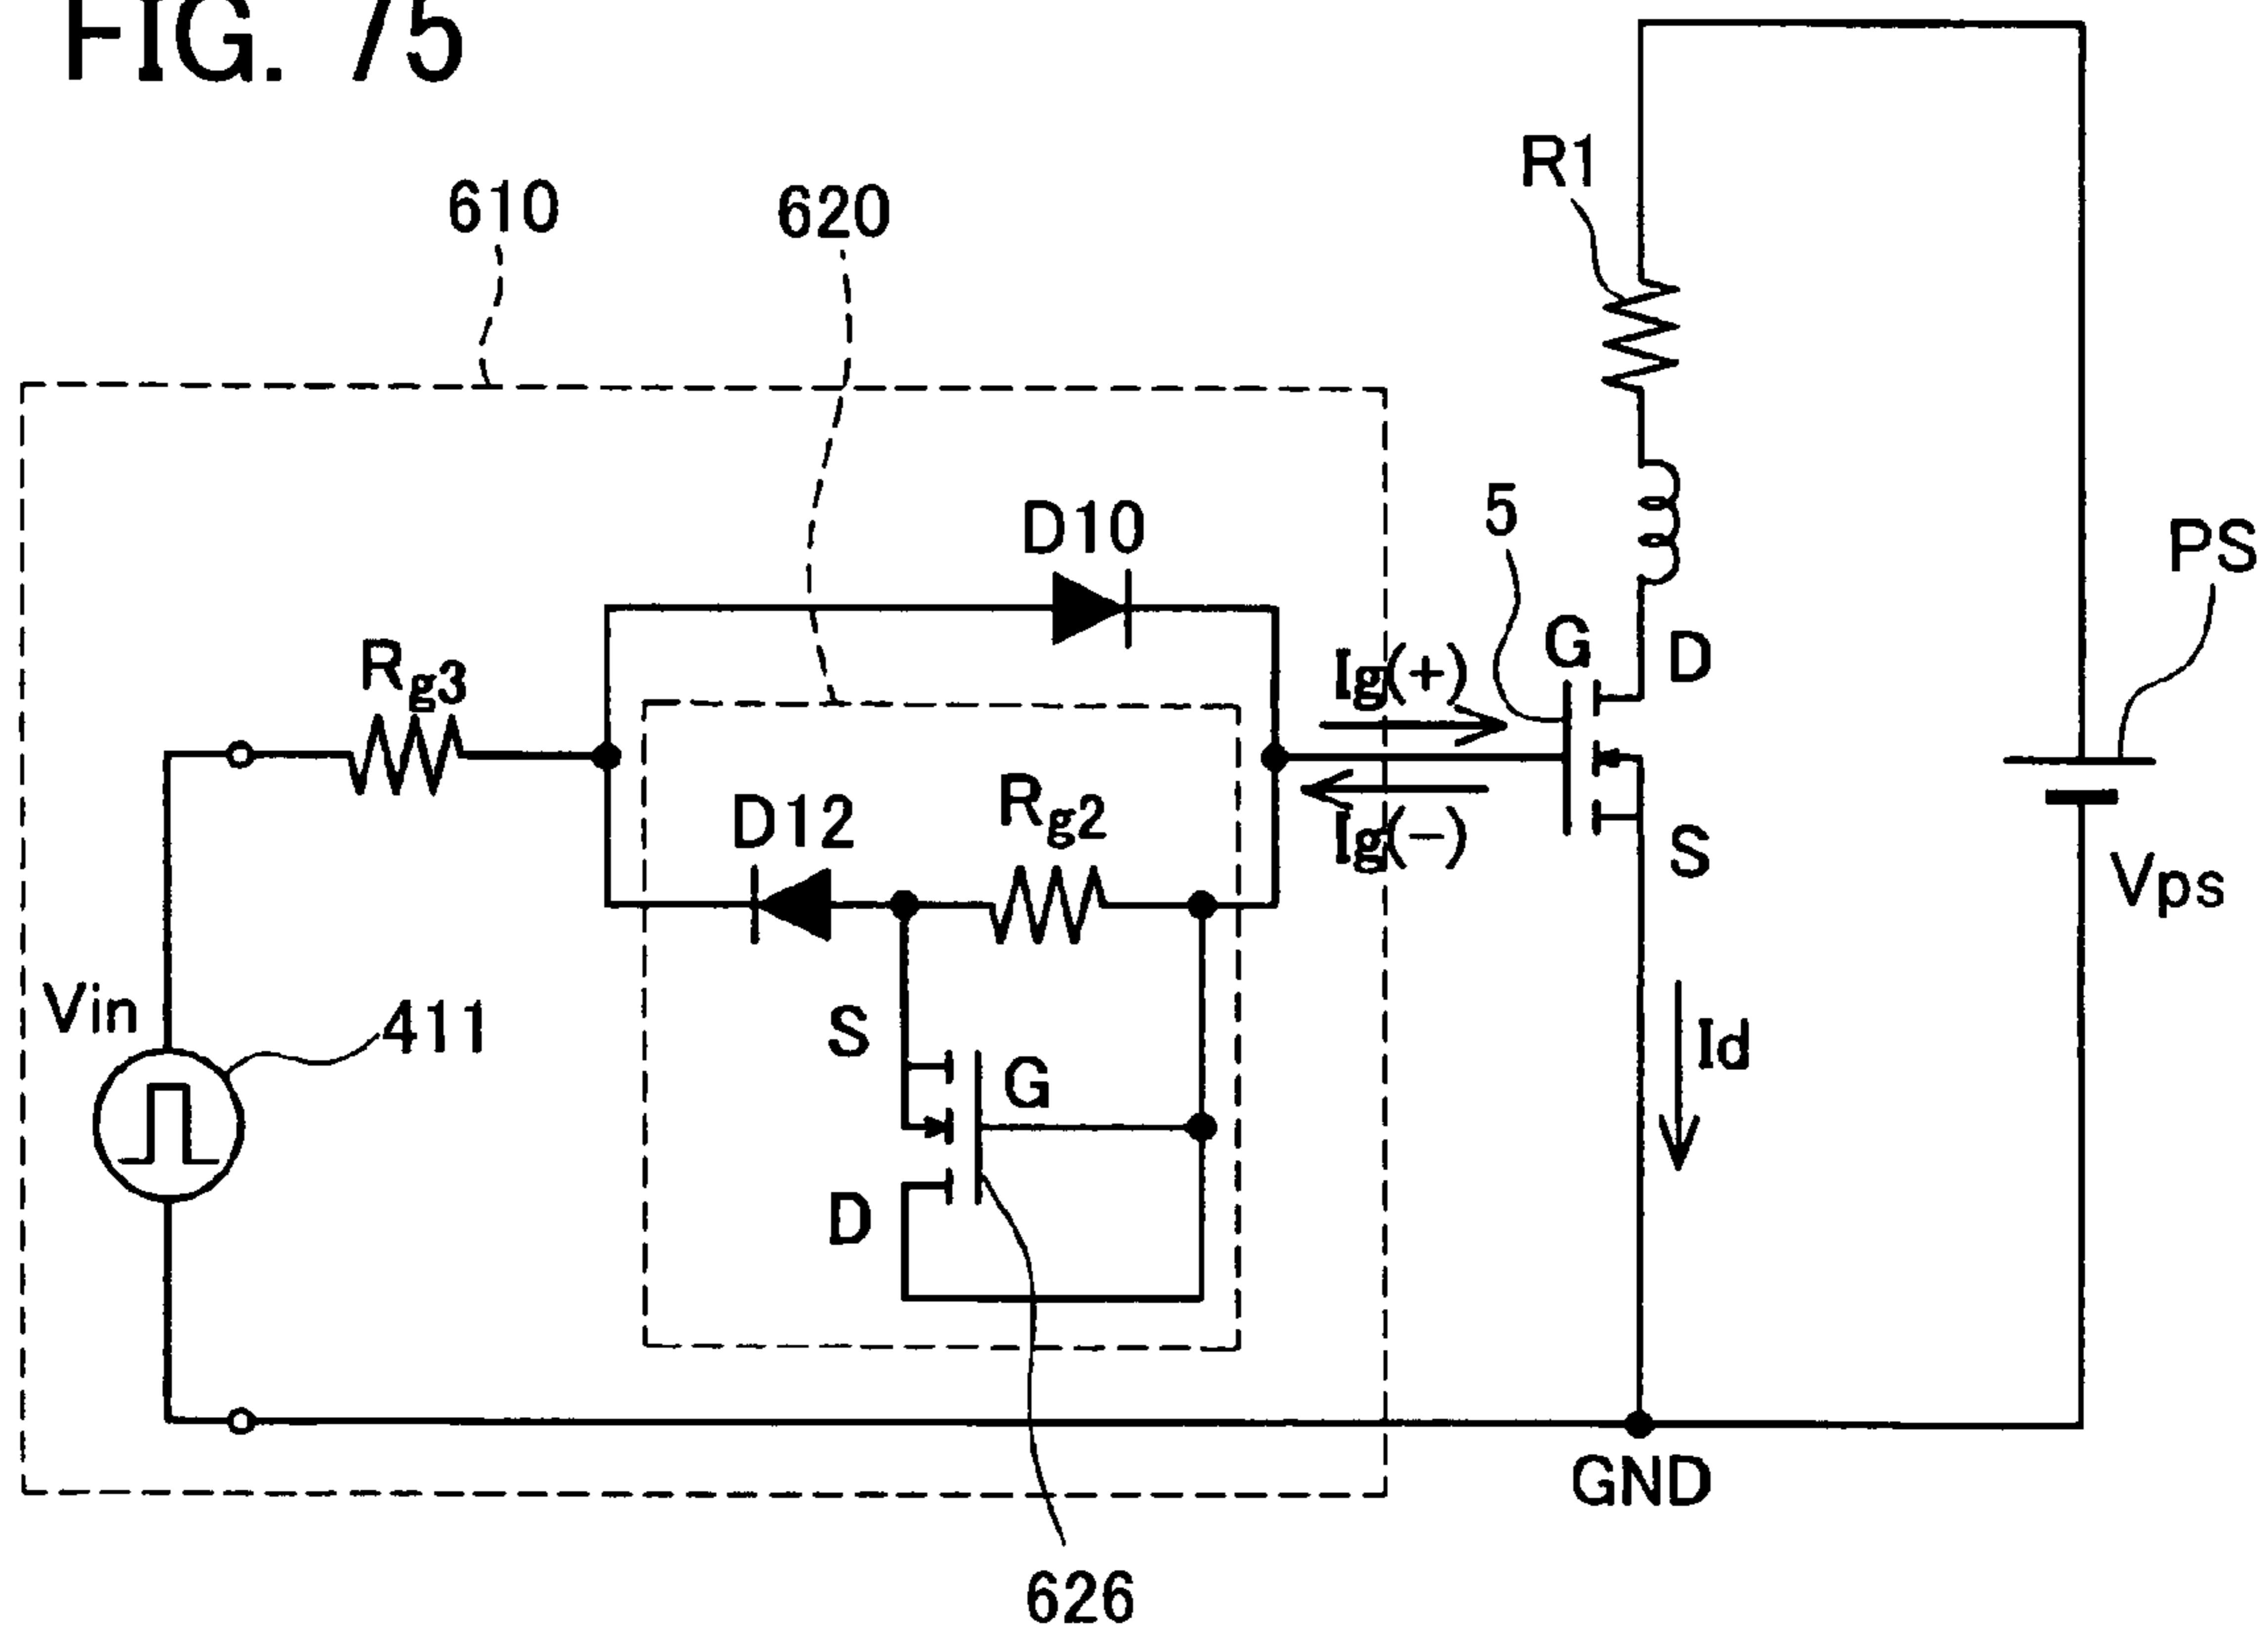 FIG. 75
R1
610
620
D10
5
PS
Rg3
G
D
Ig(+)
D12
Rg2
Ig(−)
S
Vps
Vin
411
S
G
Id
D
GND
626